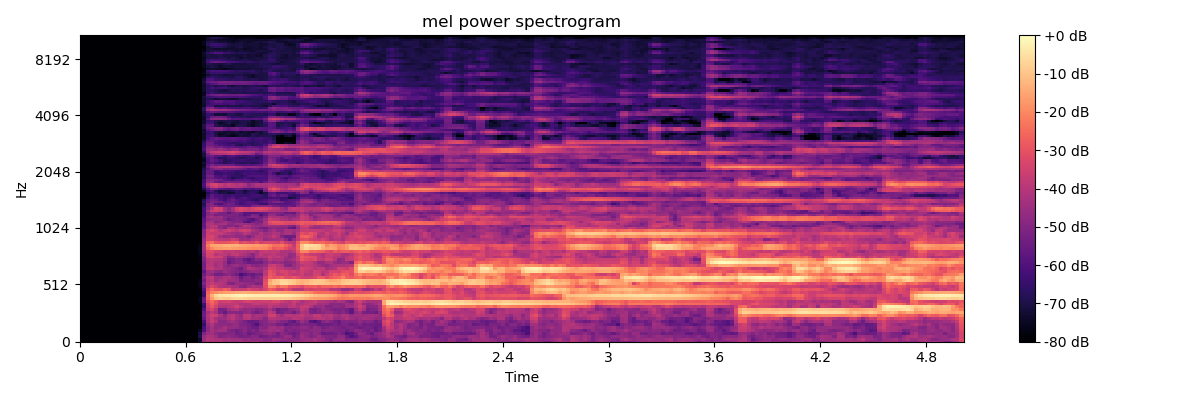 mel power spectrogram
Hz
8192
4096
2048
1024
512
0
0 0.6 1.2 1.8 2.4 3 3.6 4.2 4.8
Time
+0 dB
-10 dB
-20 dB
-30 dB
-40 dB
-50 dB
-60 dB
-70 dB
-80 dB